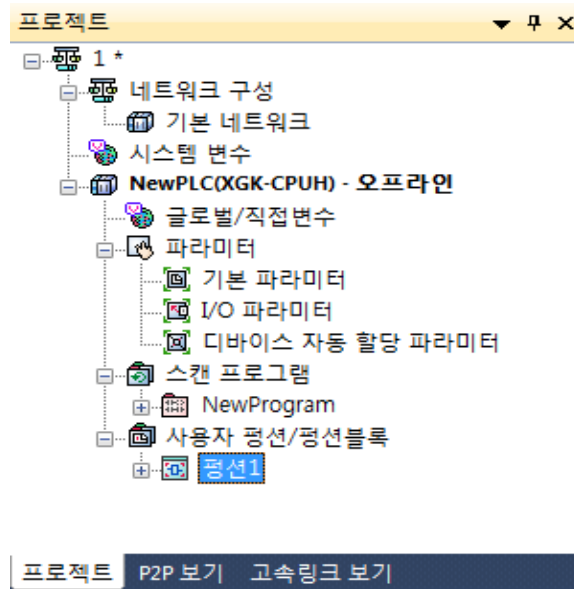 프로젝트
1 *
네트워크 구성
기본 네트워크
시스템 변수
NewPLC(XGK-CPUH) - 오프라인
글로벌/직접변수
파라미터
기본 파라미터
I/O 파라미터
디바이스 자동 할당 파라미터
스캔 프로그램
NewProgram
사용자 펑션/펑션블록
펑션1
프로젝트 P2P 보기 고속링크 보기